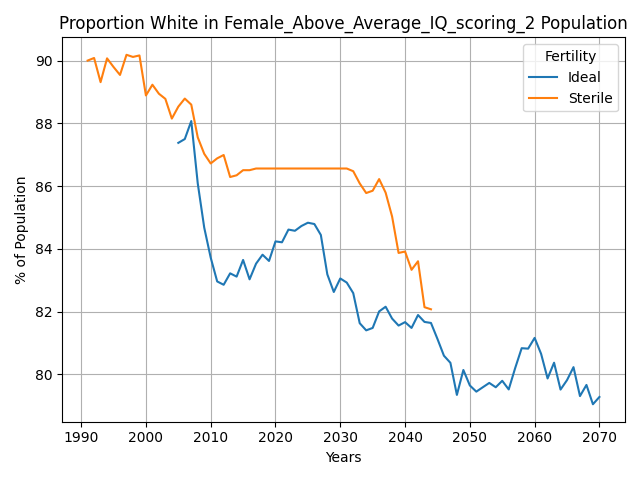 Proportion White in Female_Above_Average_IQ_scoring_2 Population
Fertility
Ideal
Sterile
% of Population
90
88
86
84
82
80
1990 2000 2010 2020 2030 2040 2050 2060 2070
Years